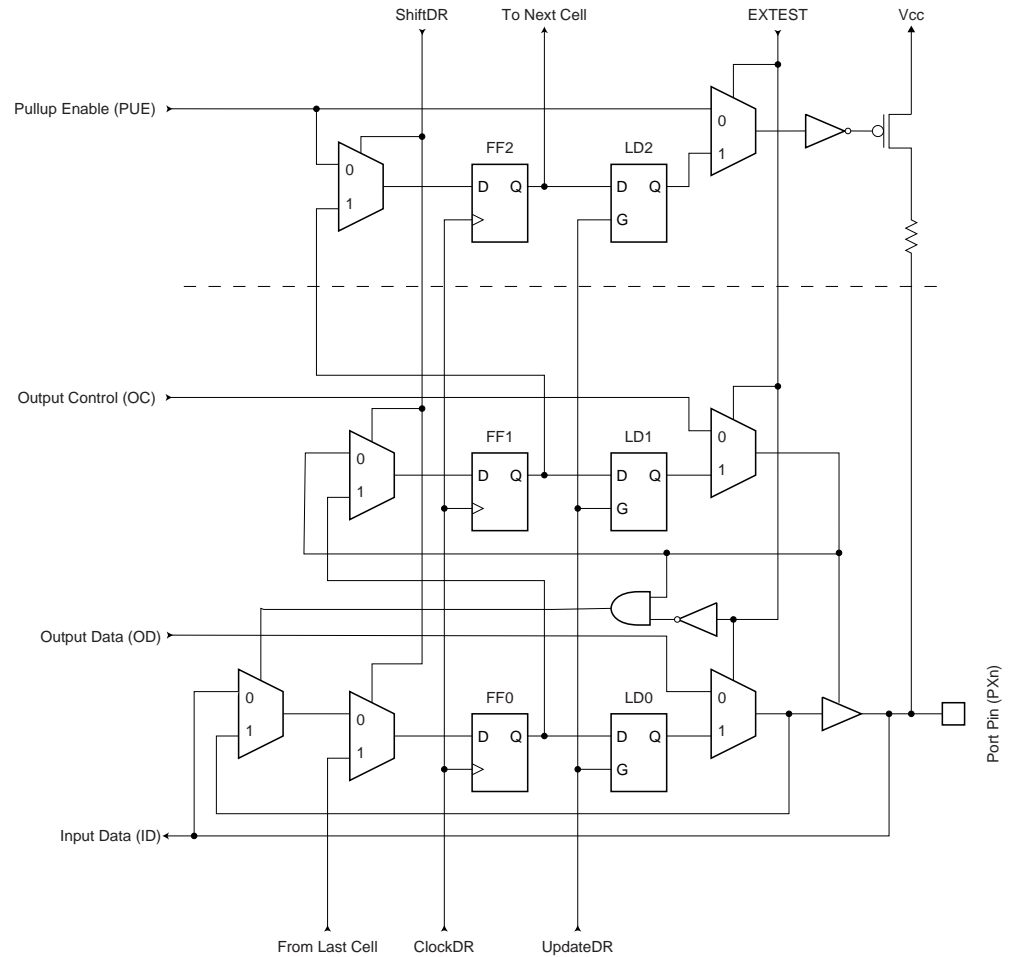 ShiftDR To Next Cell EXTEST Vcc
Pullup Enable (PUE)
0
1
FF2
D Q
LD2
D Q
G
0
1
Output Control (OC)
0
1
FF1
D Q
LD1
D Q
G
0
1
Output Data (OD)
0
1
0
1
FF0
D Q
LD0
D Q
G
0
1
Port Pin (PXn)
Input Data (ID)
From Last Cell ClockDR UpdateDR